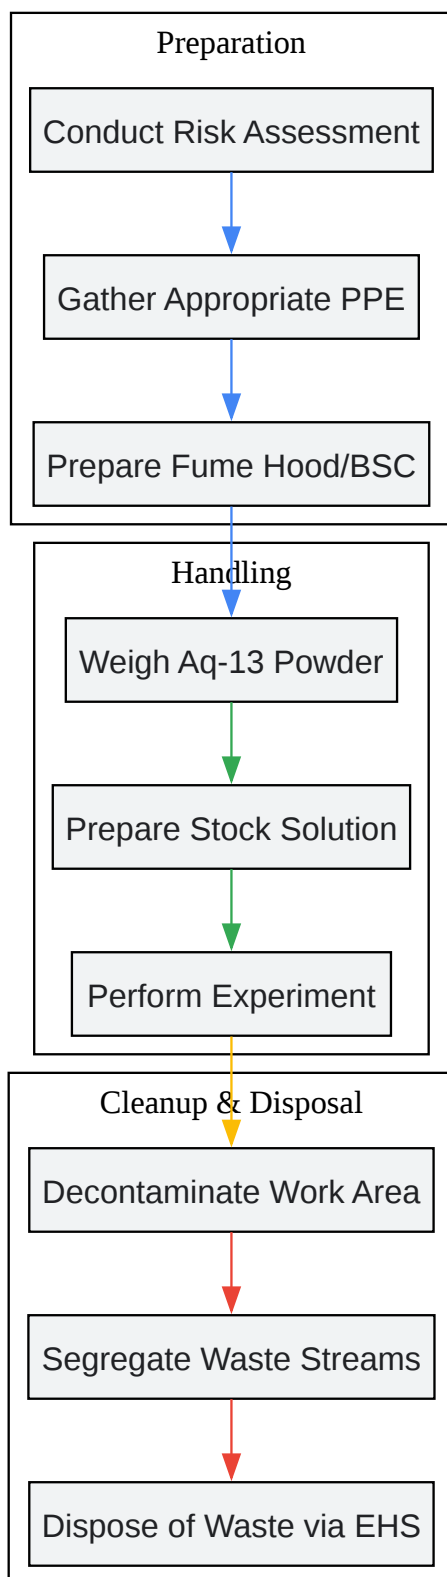 Preparation
Conduct Risk Assessment
Gather Appropriate PPE
Prepare Fume Hood/BSC
Handling
Weigh Aq-13 Powder
Prepare Stock Solution
Perform Experiment
Cleanup & Disposal
Decontaminate Work Area
Segregate Waste Streams
Dispose of Waste via EHS